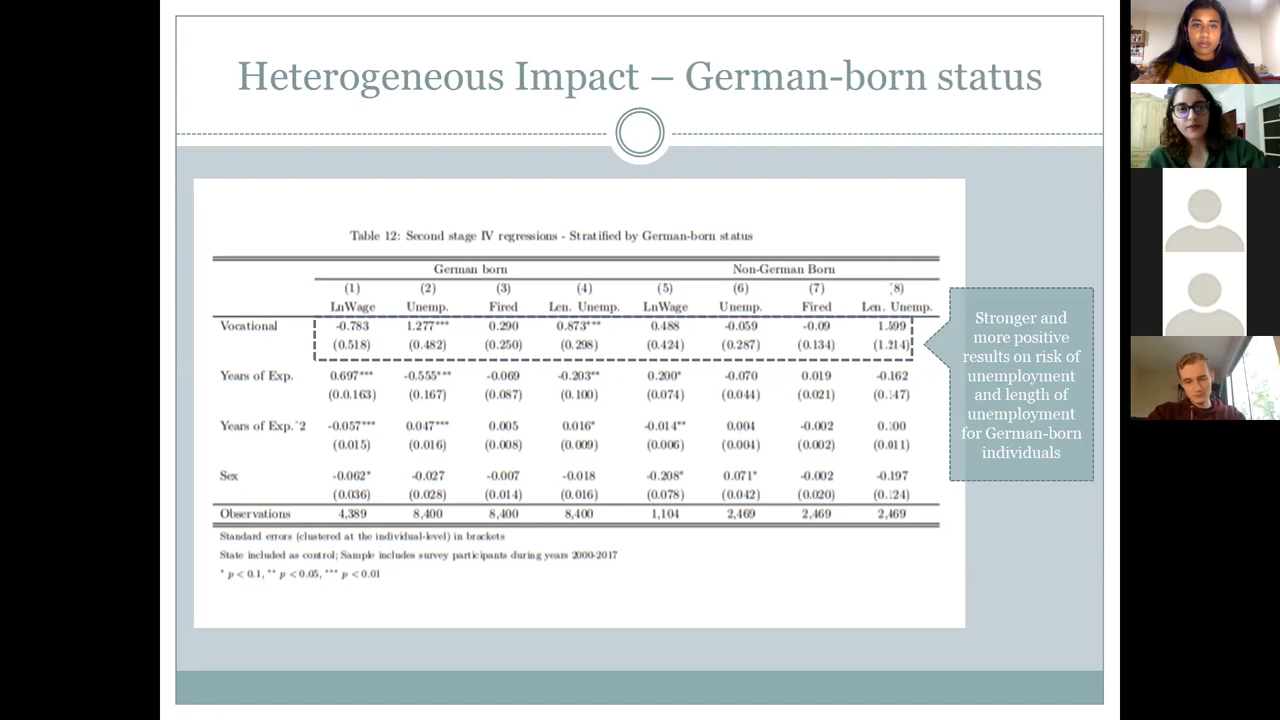 Heterogeneous Impact – German-born status
Table 12: Second stage IV regressions - Stratified by German-born status
German born Non-German Born
(1) (2) (3) (4) (5) (6) (7) (8)
LnWage Unemp. Fired Len. Unemp. LnWage Unemp. Fired Len. Unemp.
Vocational -0.783 1.277*** 0.290 0.873*** 0.488 -0.059 -0.09 1.599
(0.518) (0.482) (0.250) (0.298) (0.424) (0.287) (0.134) (1.214)
Years of Exp. 0.697*** -0.555*** -0.069 -0.203** 0.200* -0.070 0.019 -0.162
(0.0.163) (0.167) (0.087) (0.100) (0.074) (0.044) (0.021) (0.147)
Years of Exp.^2 -0.057*** 0.047*** 0.005 0.016* -0.014** 0.004 -0.002 0.100
(0.015) (0.016) (0.008) (0.009) (0.006) (0.004) (0.002) (0.011)
Sex -0.062* -0.027 -0.007 -0.018 -0.208* 0.071* -0.002 -0.197
(0.036) (0.028) (0.014) (0.016) (0.078) (0.042) (0.020) (0.124)
Observations 4,389 8,400 8,400 8,400 1,104 2,469 2,469 2,469
Standard errors (clustered at the individual-level) in brackets
State included as control; Sample includes survey participants during years 2000-2017
* p < 0.1, ** p < 0.05, *** p < 0.01
Stronger and
more positive
results on risk of
unemployment
and length of
unemployment
for German-born
individuals